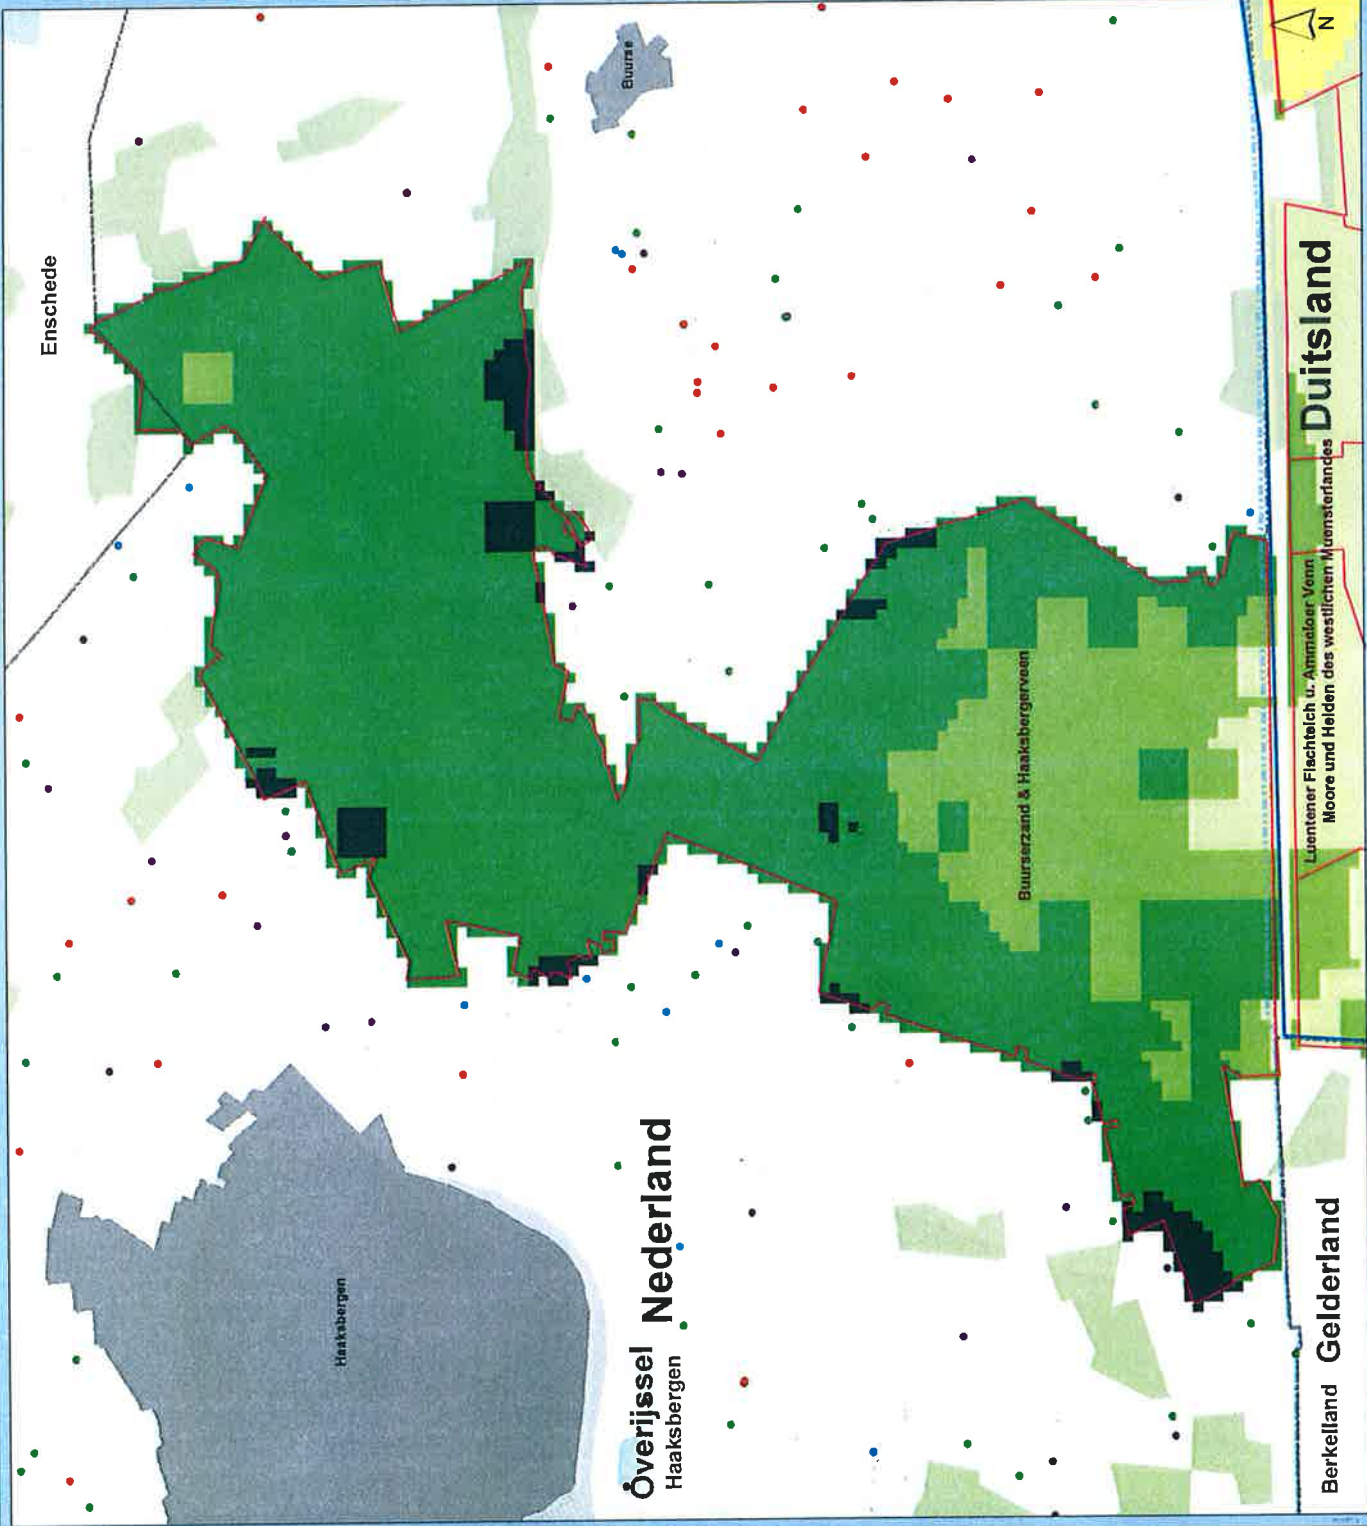 Enschede
Buurse
N
Haaksbergen
Overijssel Nederland
Haaksbergen
Buurserzand & Haaksbergerveen
Luentener Fischteich u. Ammeloer Venn
Moore und Heiden des westlichen Muensterlandes
Duitsland
Berkelland Gelderland